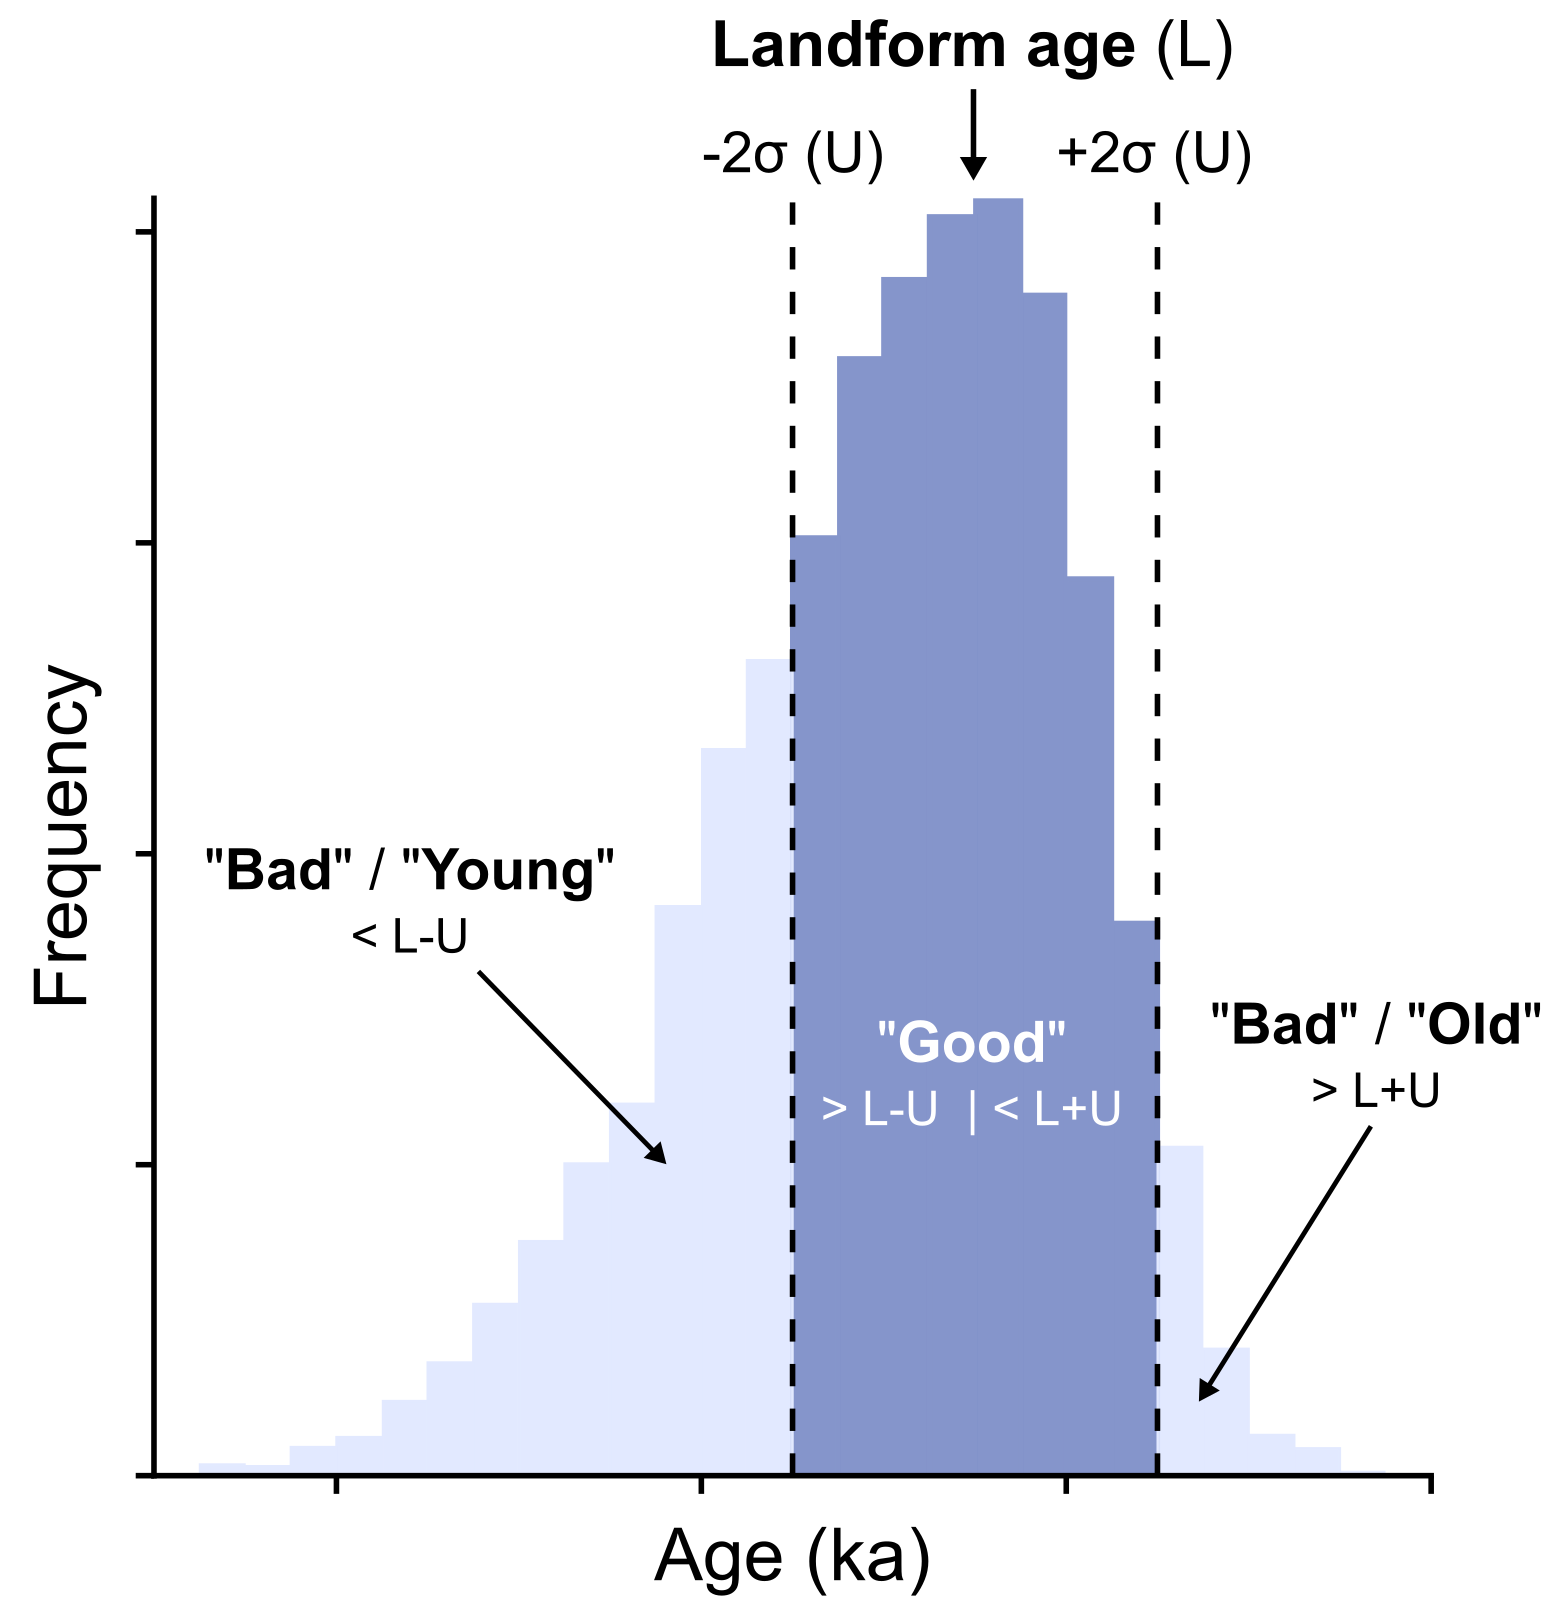 Landform age (L)
-2σ (U)
+2σ (U)
Frequency
"Bad" / "Young"
< L-U
"Good"
> L-U | < L+U
"Bad" / "Old"
> L+U
Age (ka)